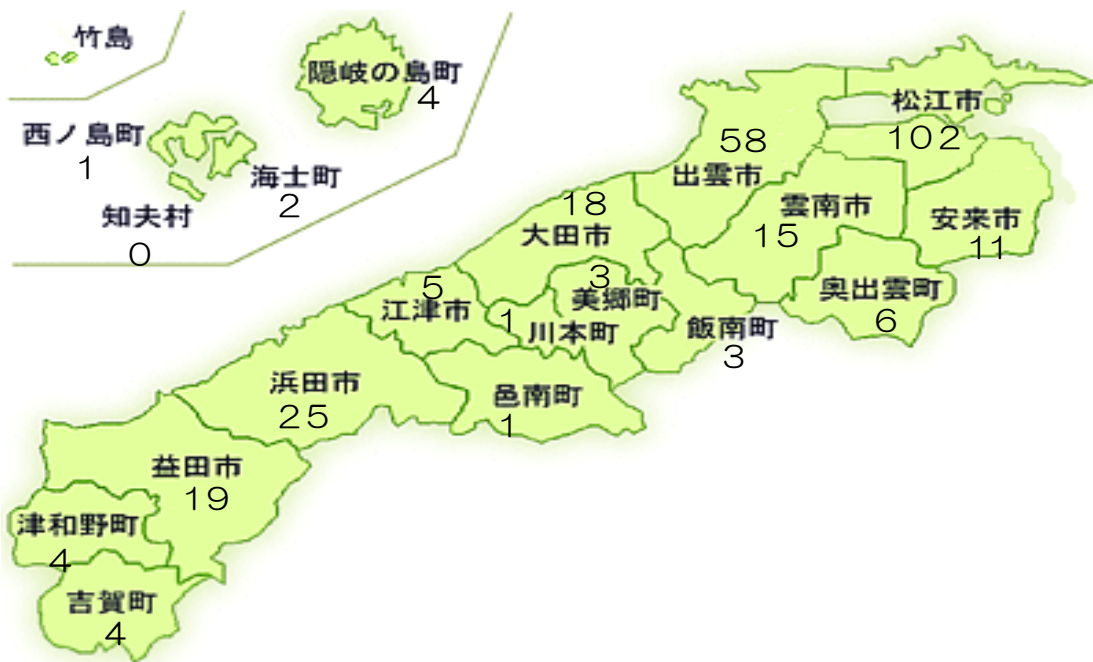 竹島
隠岐の島町
4
西ノ島町
1
海士町
2
知夫村
0
松江市
102
58
出雲市
雲南市
15
安来市
11
18
大田市
奥出雲町
6
3
美郷町
5
江津市
1
川本町
飯南町
3
浜田市
25
邑南町
1
益田市
19
津和野町
4
吉賀町
4